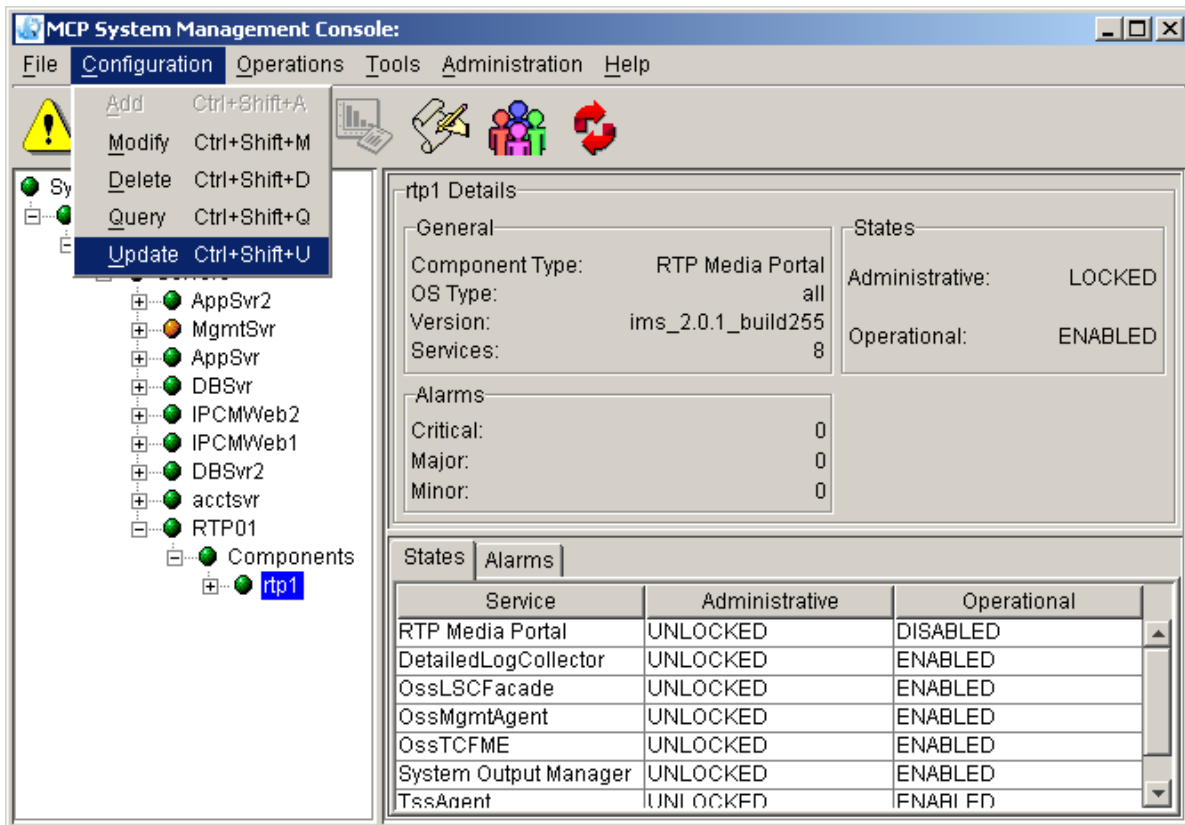 MCP System Management Console:
File Configuration Operations Tools Administration Help
Add Ctrl+Shift+A
Modify Ctrl+Shift+M
Delete Ctrl+Shift+D
Query Ctrl+Shift+Q
Update Ctrl+Shift+U
Sy
AppSvr2
MgmtSvr
AppSvr
DBSvr
IPCMWeb2
IPCMWeb1
DBSvr2
acctsvr
RTP01
Components
rtp1
rtp1 Details
General
Component Type: RTP Media Portal
OS Type: all
Version: ims_2.0.1_build255
Services: 8
States
Administrative: LOCKED
Operational: ENABLED
Alarms
Critical: 0
Major: 0
Minor: 0
States Alarms
Service Administrative Operational
RTP Media Portal UNLOCKED DISABLED
DetailedLogCollector UNLOCKED ENABLED
OssLSCFacade UNLOCKED ENABLED
OssMgmtAgent UNLOCKED ENABLED
OssTCFME UNLOCKED ENABLED
System Output Manager UNLOCKED ENABLED
TssAgent UNLOCKED ENABLED